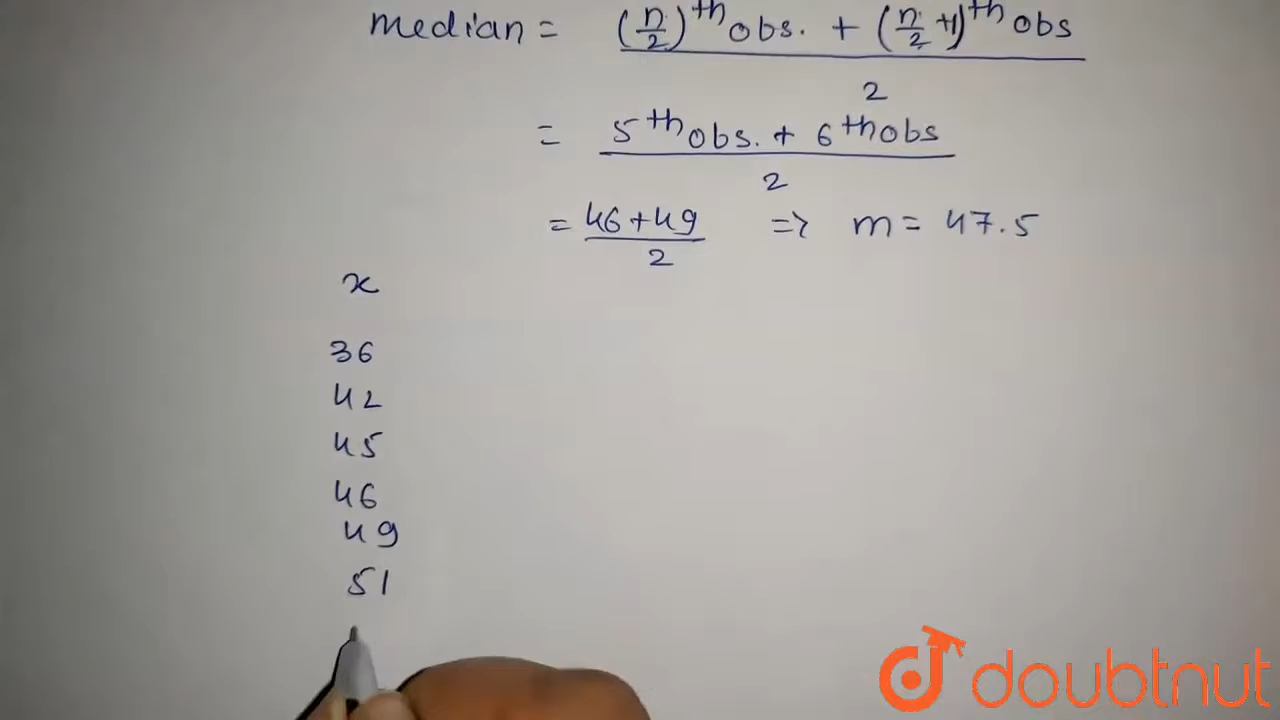 median = (n/2)th obs. + (n/2 +1)th obs
2
= 5th obs. + 6th obs
2
= 46+49 / 2 => m = 47.5
x
36
42
45
46
49
51
doubtnut